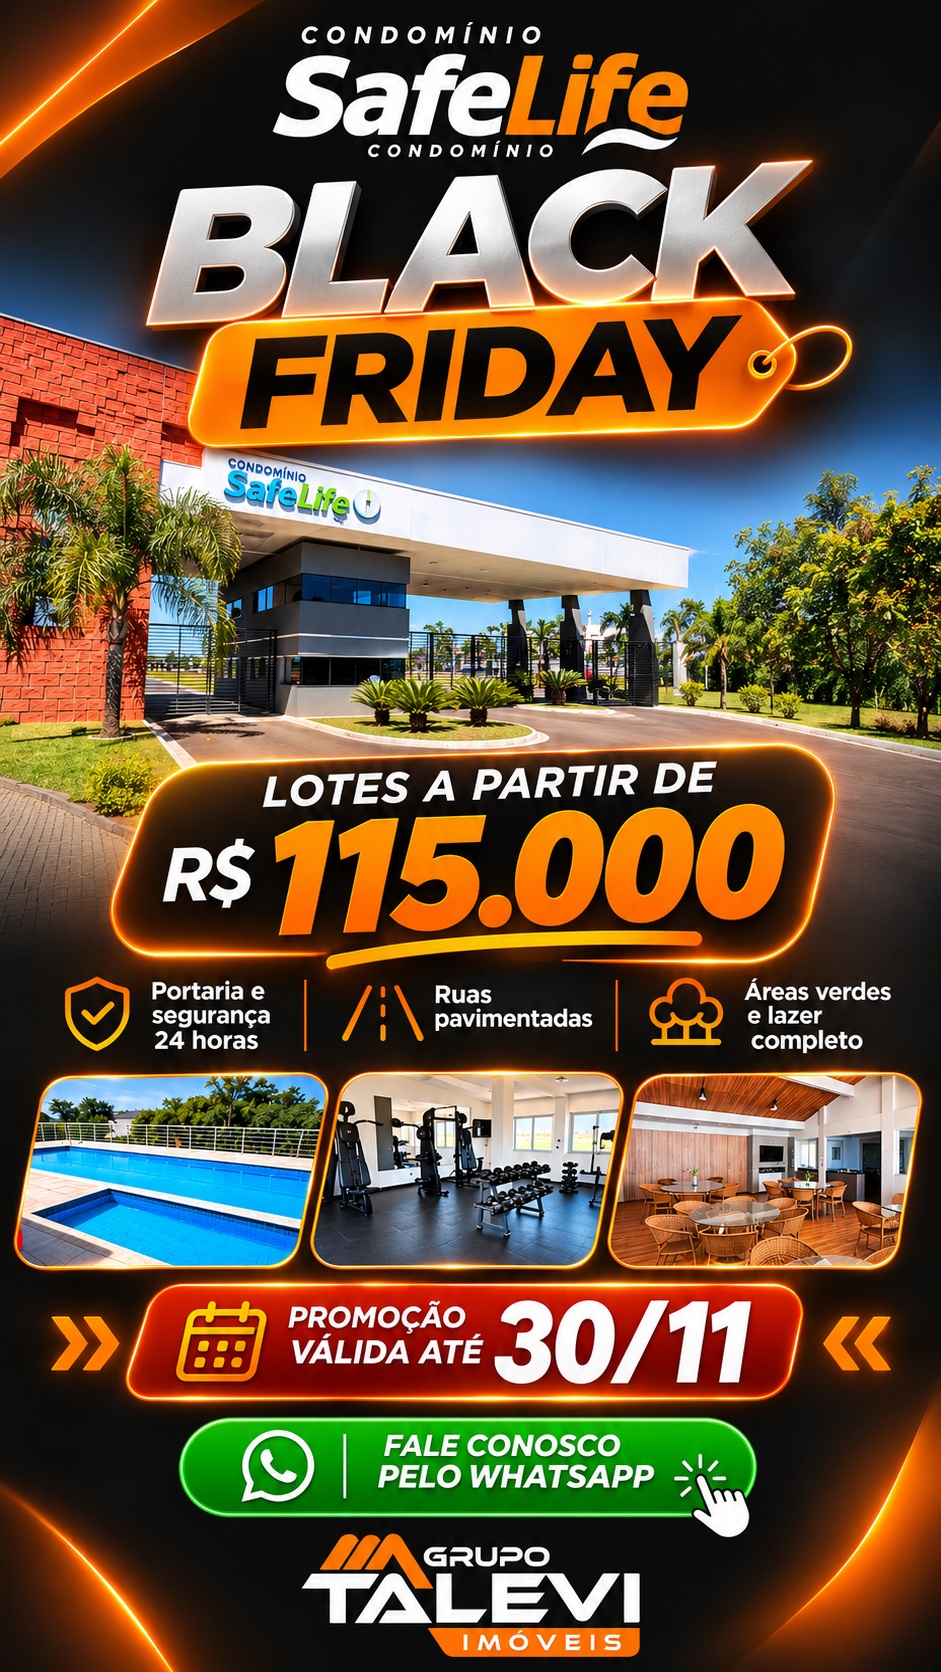 CONDOMÍNIO
SafeLife
CONDOMÍNIO
BLACK
FRIDAY
CONDOMÍNIO
SafeLife
LOTES A PARTIR DE
R$ 115.000
Portaria e
segurança
24 horas
Ruas
pavimentadas
Áreas verdes
e lazer
completo
PROMOÇÃO
VÁLIDA ATÉ 30/11
FALE CONOSCO
PELO WHATSAPP
GRUPO
TALEVI
IMÓVEIS